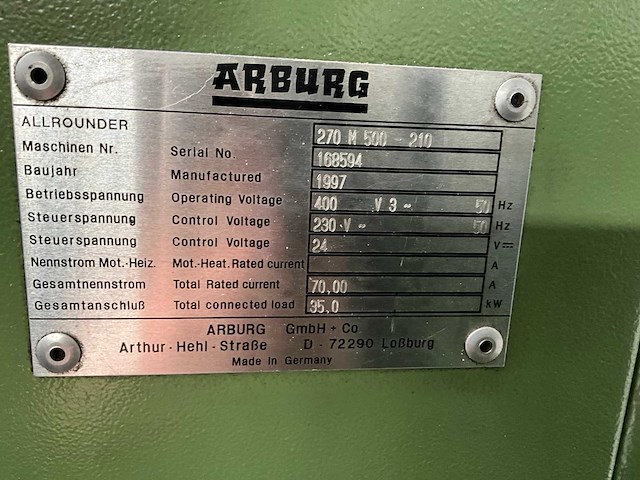 ARBURG
ALLROUNDER 270 M 500 - 210
Maschinen Nr. Serial No. 168594
Baujahr Manufactured 1997
Betriebsspannung Operating Voltage 400 V 3 ~ 50 Hz
Steuerspannung Control Voltage 230 V ~ 50 Hz
Steuerspannung Control Voltage 24 V⎓
Nennstrom Mot.-Heiz. Mot.-Heat.Rated current A
Gesamtnennstrom Total Rated current 70,00 A
Gesamtanschluß Total connected load 35,0 kW
ARBURG GmbH + Co
Arthur - Hehl - Straße D - 72290 Loßburg
Made in Germany